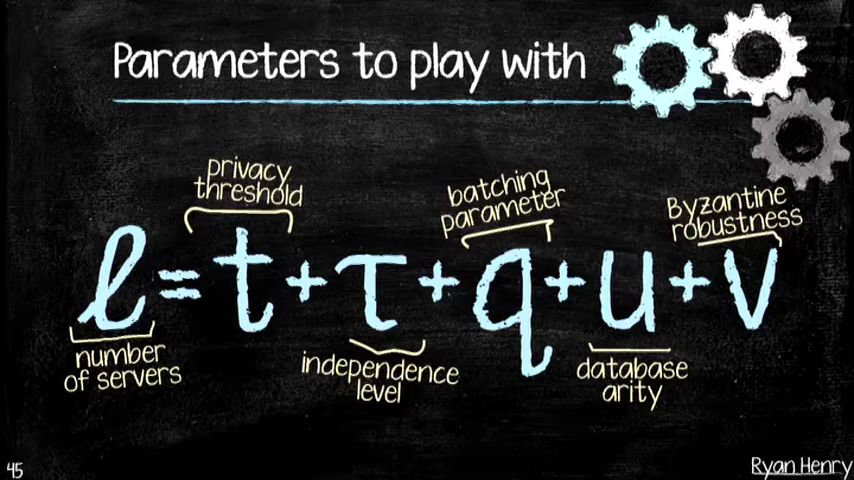 Parameters to play with
privacy
threshold
batching
parameter
Byzantine
robustness
ℓ=t+τ+q+u+v
number
of servers
independence
level
database
arity
45
Ryan Henry